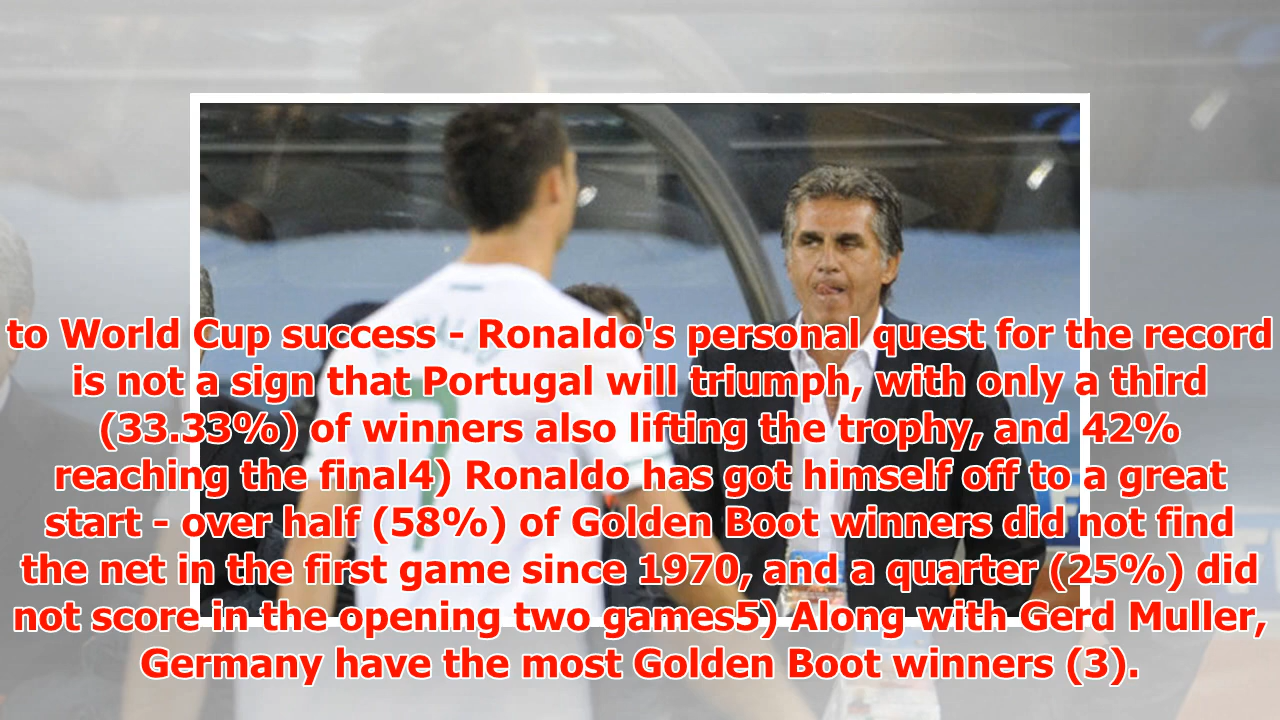 to World Cup success - Ronaldo's personal quest for the record
is not a sign that Portugal will triumph, with only a third
(33.33%) of winners also lifting the trophy, and 42%
reaching the final4) Ronaldo has got himself off to a great
start - over half (58%) of Golden Boot winners did not find
the net in the first game since 1970, and a quarter (25%) did
not score in the opening two games5) Along with Gerd Muller,
Germany have the most Golden Boot winners (3).
7